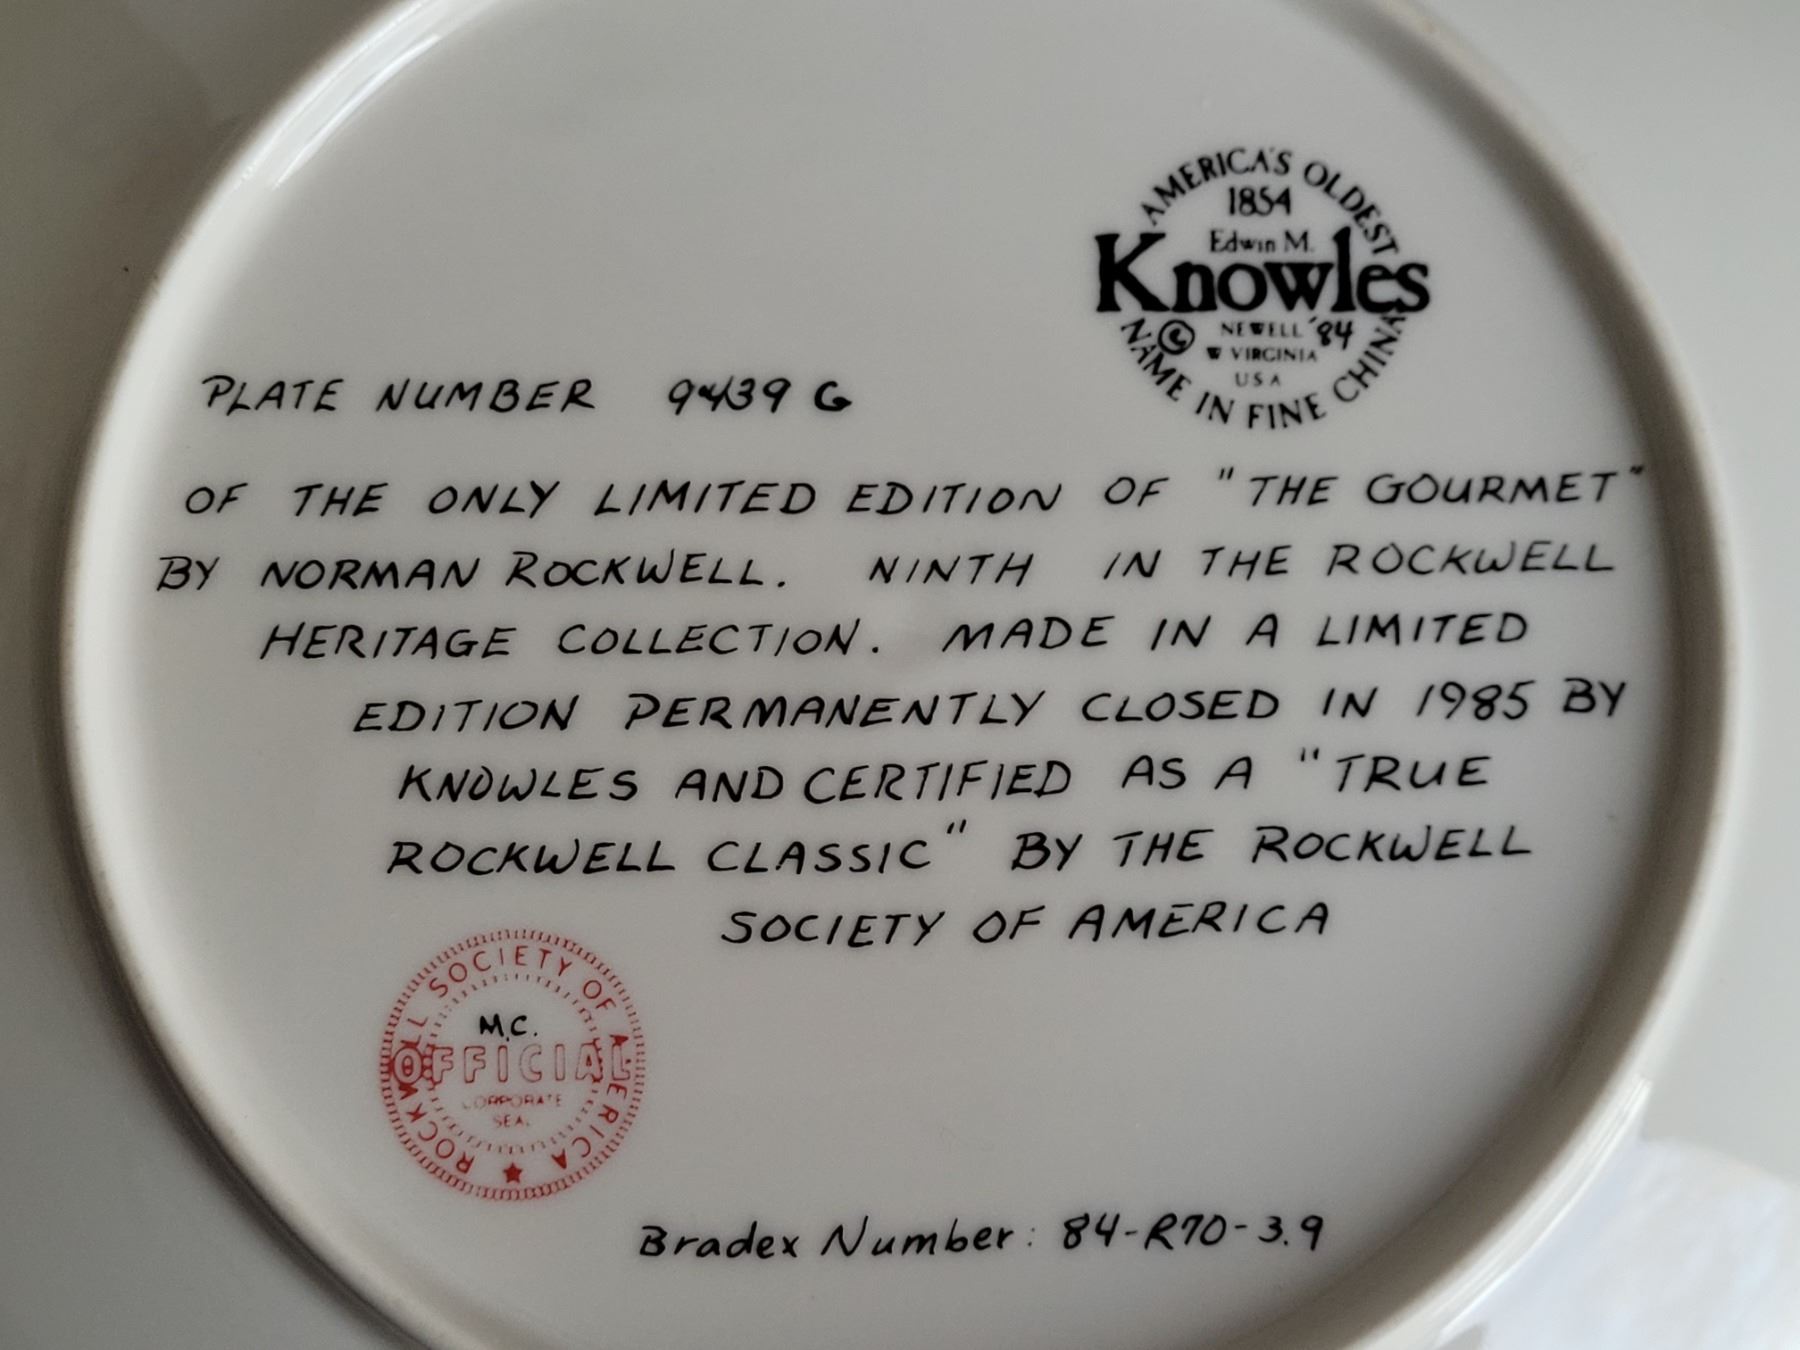 AMERICA'S OLDEST
1854
Edwin M.
Knowles
© NEWELL '84
W VIRGINIA
USA
NAME IN FINE CHINA
PLATE NUMBER 9439 G
OF THE ONLY LIMITED EDITION OF "THE GOURMET"
BY NORMAN ROCKWELL. NINTH IN THE ROCKWELL
HERITAGE COLLECTION. MADE IN A LIMITED
EDITION PERMANENTLY CLOSED IN 1985 BY
KNOWLES AND CERTIFIED AS A "TRUE
ROCKWELL CLASSIC" BY THE ROCKWELL
SOCIETY OF AMERICA
ROCKWELL SOCIETY OF AMERICA
M.C.
OFFICIAL
CORPORATE
SEAL
Bradex Number: 84-R70-3.9